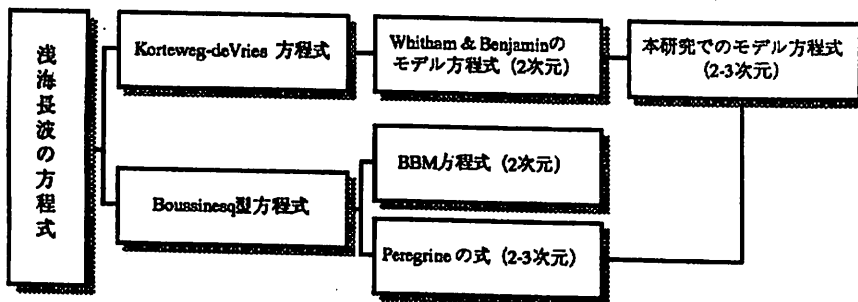 浅海長波の方程式
Korteweg-deVries 方程式
Whitham & Benjaminの
モデル方程式 (2次元)
本研究でのモデル方程式
(2-3次元)
Boussinesq型方程式
BBM方程式 (2次元)
Peregrine の式 (2-3次元)